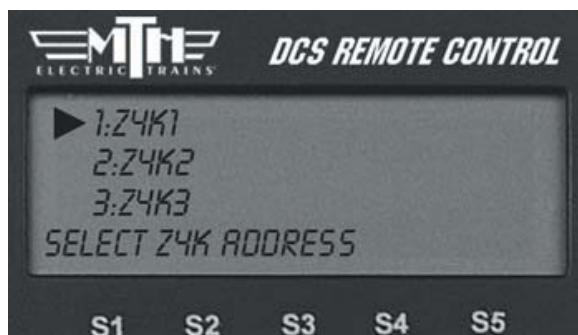 MTH
ELECTRIC TRAINS
DCS REMOTE CONTROL
▶1:Z4K1
2:Z4K2
3:Z4K3
SELECT Z4K ADDRESS
S1 S2 S3 S4 S5